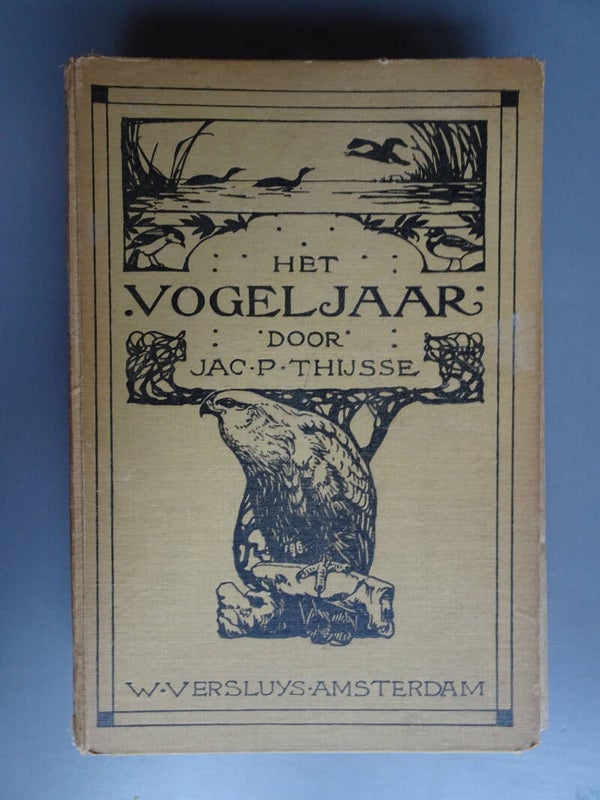 HET
VOGELJAAR
DOOR
JAC·P·THIJSSE
W·VERSLUYS·AMSTERDAM